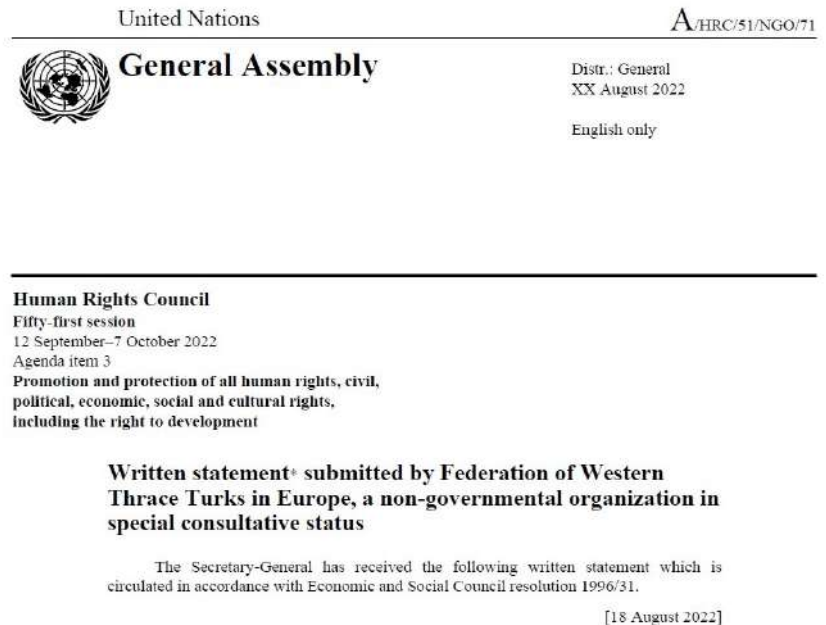 United Nations
A/HRC/51/NGO/71
General Assembly
Distr.: General
XX August 2022
English only
Human Rights Council
Fifty-first session
12 September–7 October 2022
Agenda item 3
Promotion and protection of all human rights, civil,
political, economic, social and cultural rights,
including the right to development
Written statement* submitted by Federation of Western
Thrace Turks in Europe, a non-governmental organization in
special consultative status
The Secretary-General has received the following written statement which is
circulated in accordance with Economic and Social Council resolution 1996/31.
[18 August 2022]